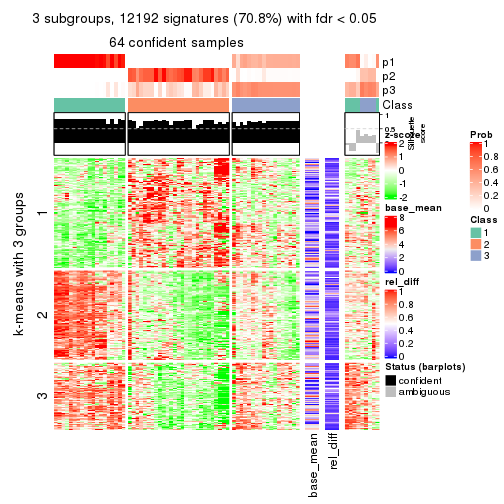 3 subgroups, 12192 signatures (70.8%) with fdr < 0.05
64 confident samples
p1
p2
p3
Class
1
0.5
0
Silhouette
score
k-means with 3 groups
1
2
3
base_mean
rel_diff
z-score
2
1
0
-1
-2
base_mean
8
6
4
2
0
rel_diff
1
0.8
0.6
0.4
0.2
0
Status (barplots)
confident
ambiguous
Prob
1
0.8
0.6
0.4
0.2
0
Class
1
2
3